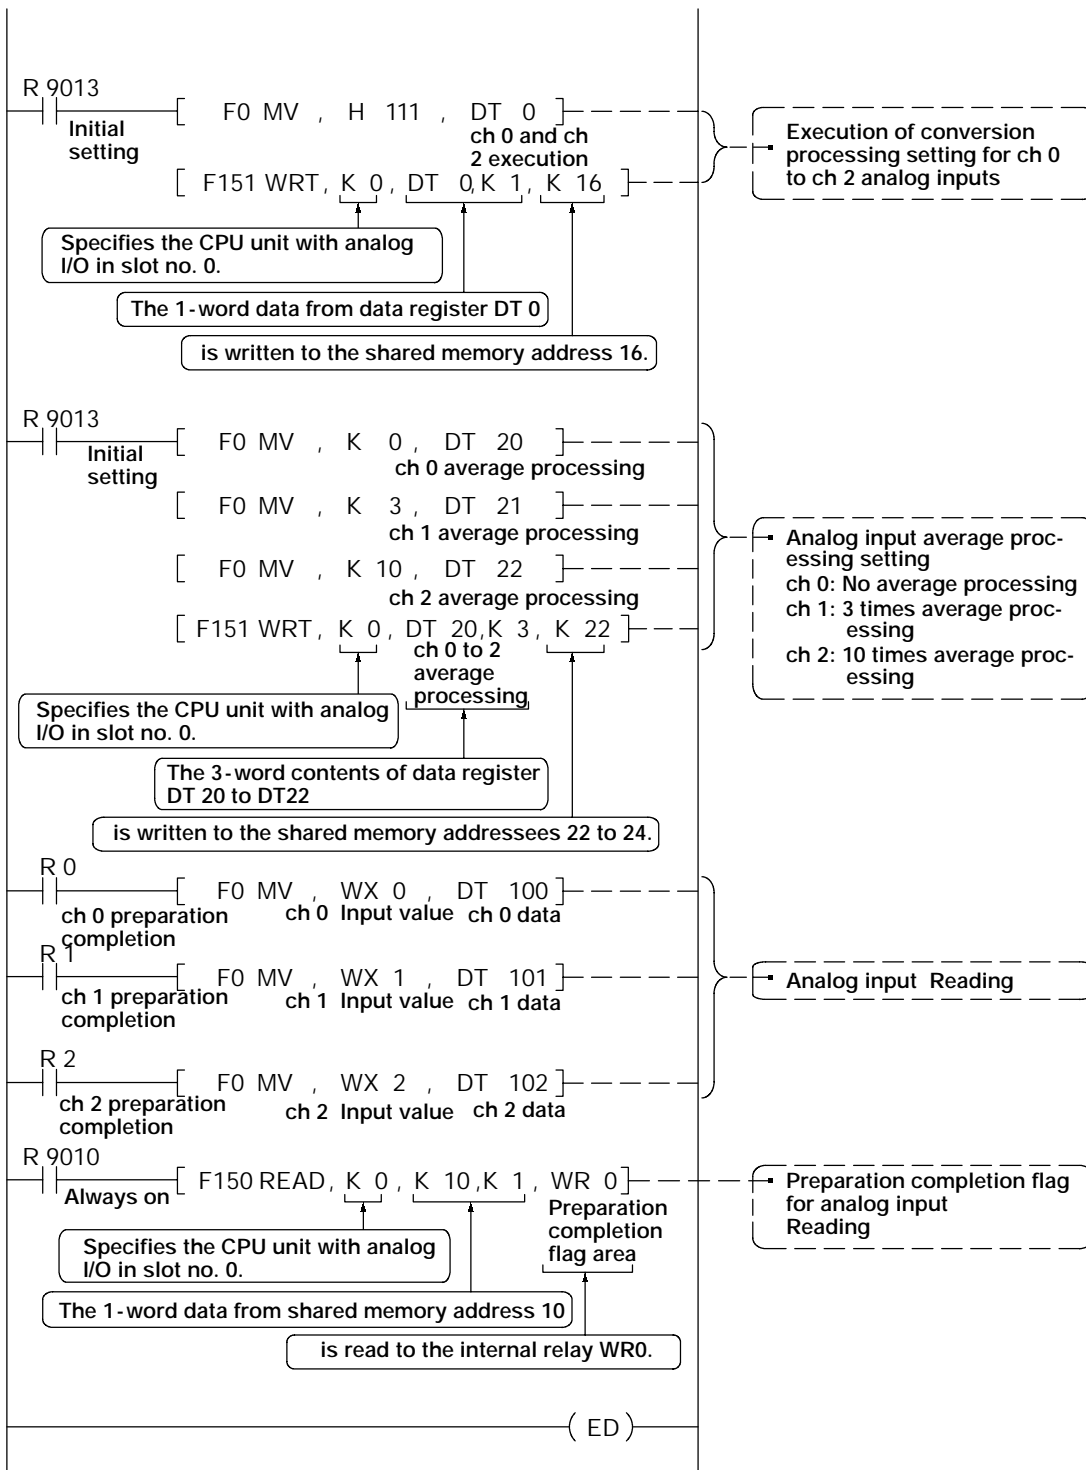 R 9013
[ F0 MV , H 111 , DT 0 ]
Initial
setting
ch 0 and ch
2 execution
[ F151 WRT, K 0, DT 0,K 1, K 16 ]
Execution of conversion
processing setting for ch 0
to ch 2 analog inputs
Specifies the CPU unit with analog
I/O in slot no. 0.
The 1-word data from data register DT 0
is written to the shared memory address 16.
R 9013
[ F0 MV , K 0, DT 20 ]
Initial
setting
ch 0 average processing
[ F0 MV , K 3, DT 21 ]
ch 1 average processing
[ F0 MV , K 10, DT 22 ]
ch 2 average processing
[ F151 WRT, K 0, DT 20,K 3, K 22 ]
ch 0 to 2
average
processing
Analog input average proc-
essing setting
ch 0: No average processing
ch 1: 3 times average proc-
essing
ch 2: 10 times average proc-
essing
Specifies the CPU unit with analog
I/O in slot no. 0.
The 3-word contents of data register
DT 20 to DT22
is written to the shared memory addressees 22 to 24.
R 0
[ F0 MV , WX 0 , DT 100 ]
ch 0 preparation
completion
ch 0 Input value ch 0 data
R 1
[ F0 MV , WX 1 , DT 101 ]
ch 1 preparation
completion
ch 1 Input value ch 1 data
Analog input Reading
R 2
[ F0 MV , WX 2 , DT 102 ]
ch 2 preparation
completion
ch 2 Input value ch 2 data
R 9010
[ F150 READ, K 0, K 10,K 1, WR 0 ]
Always on
Preparation
completion
flag area
Preparation completion flag
for analog input
Reading
Specifies the CPU unit with analog
I/O in slot no. 0.
The 1-word data from shared memory address 10
is read to the internal relay WR0.
( ED )